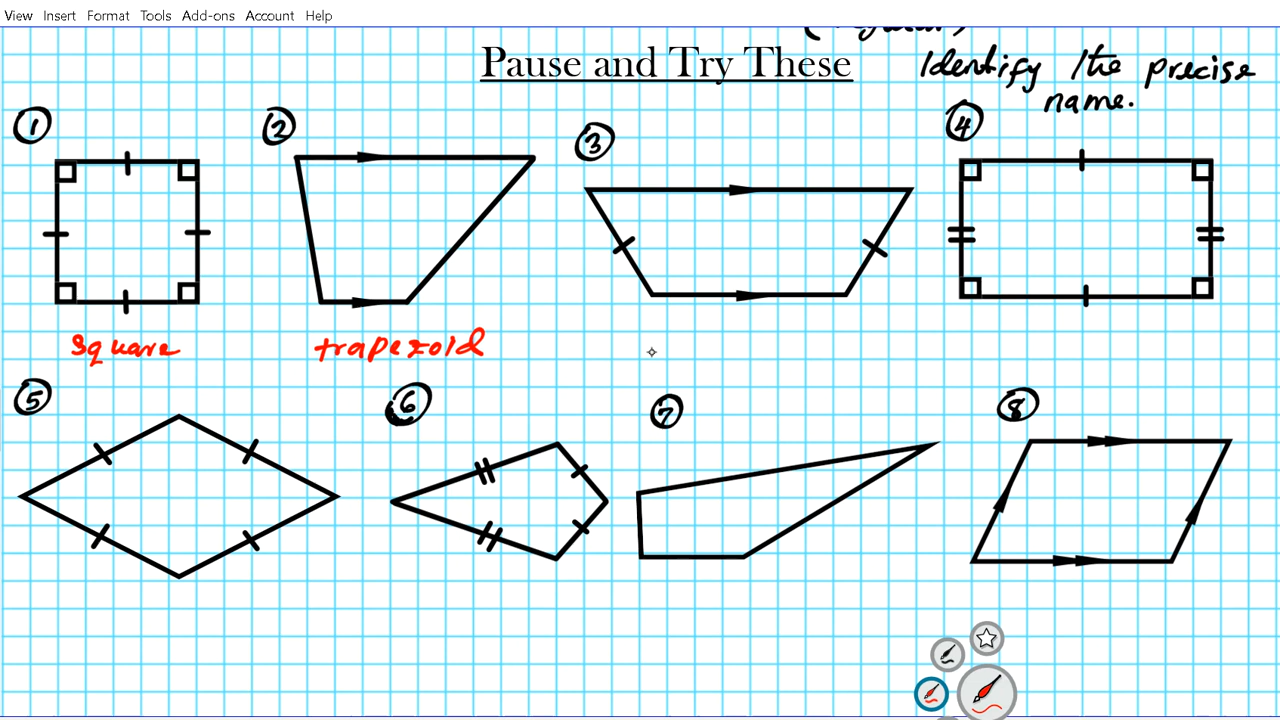 View Insert Format Tools Add-ons Account Help
Pause and Try These
Identify the precise
name.
1
2
3
4
square
trapezoid
5
6
7
8